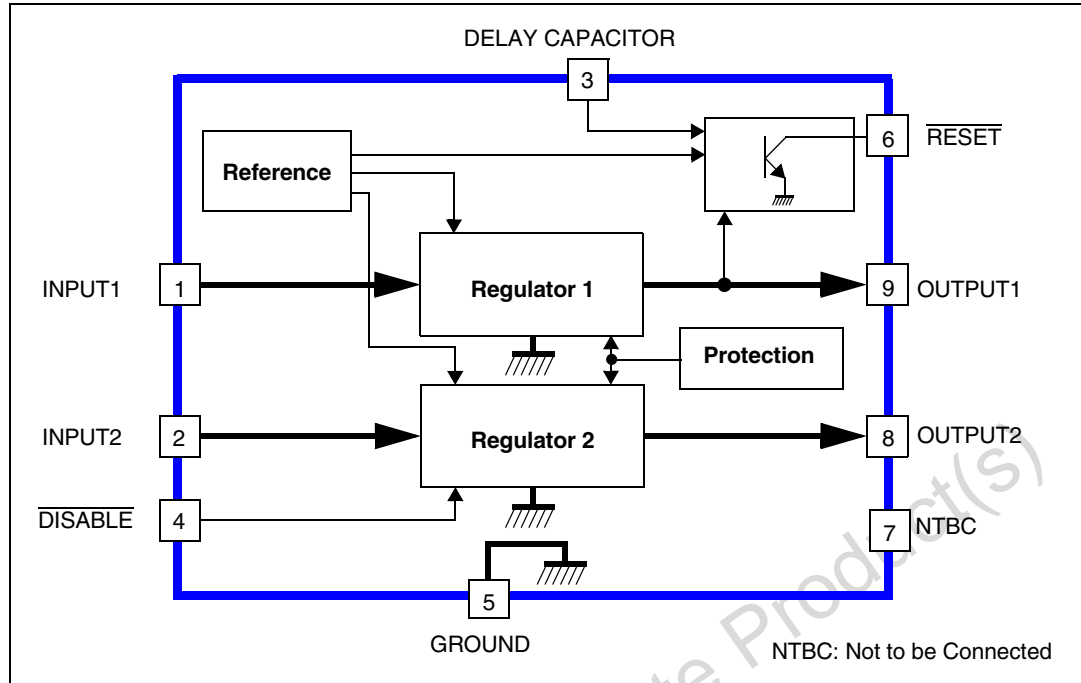 DELAY CAPACITOR
3
6
RESET
Reference
INPUT1
1
Regulator 1
9
OUTPUT1
Protection
INPUT2
2
Regulator 2
8
OUTPUT2
DISABLE
4
7
NTBC
5
GROUND
NTBC: Not to be Connected
Product(s)